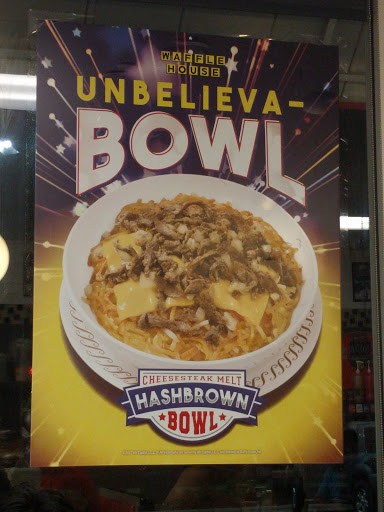 WAFFLE
HOUSE
UNBELIEVA-
BOWL
CHEESESTEAK MELT
HASHBROWN
BOWL